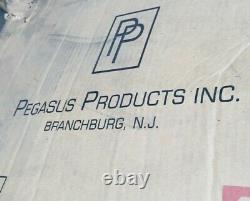 PP
PEGASUS PRODUCTS INC.
BRANCHBURG, N.J.